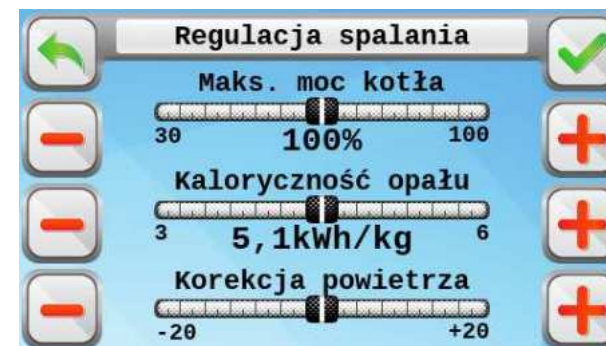 Regulacja spalania
Maks. moc kotła
30 100% 100
Kaloryczność opału
3 5,1kWh/kg 6
Korekcja powietrza
-20 +20